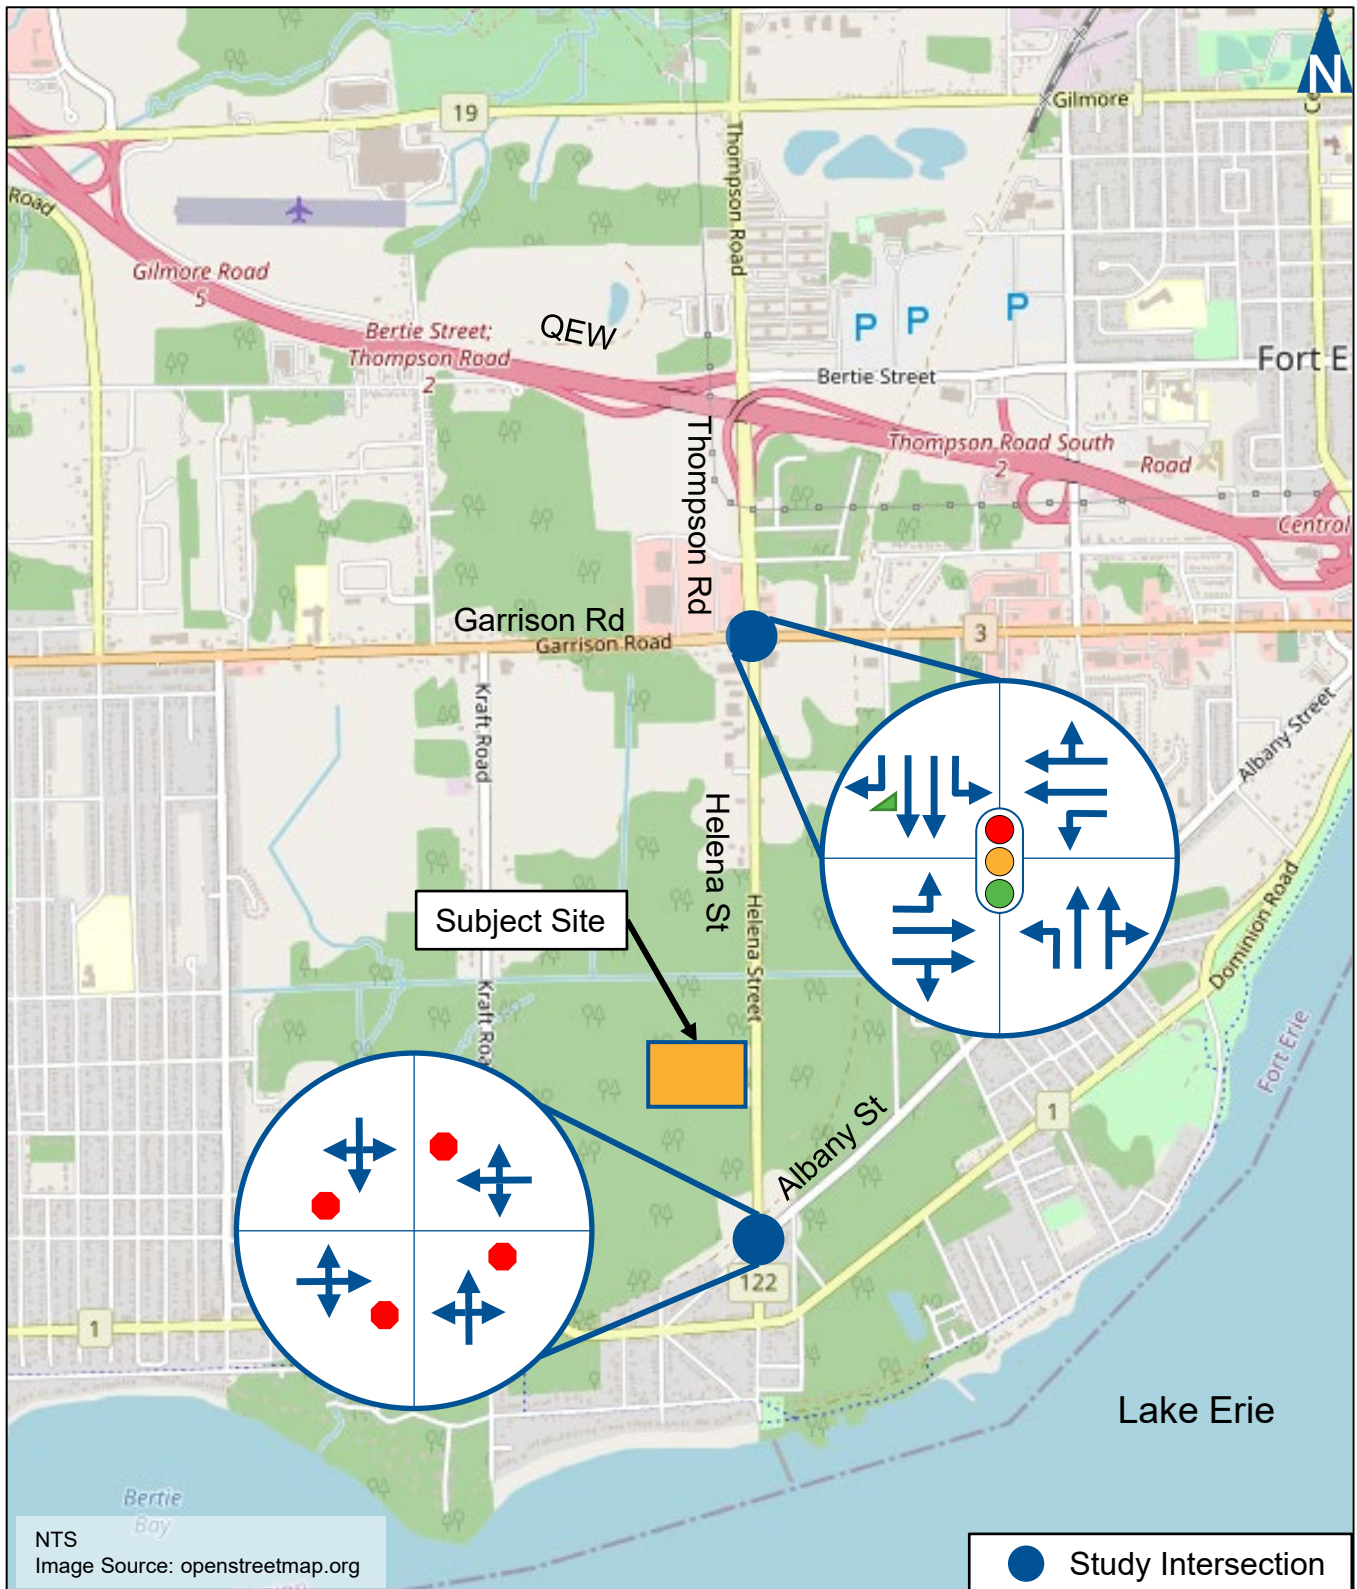 N
19
Gilmore
Ce
Thompson Road
Road
Gilmore Road
5
QEW
P
P
P
Bertie Street;
Thompson Road
2
Fort E
Bertie Street
Thompson Rd
Thompson Road South
2
Road
Central
Garrison Rd
Garrison Road
3
Kraft Road
Albany Street
Helena St
Helena Street
Subject Site
Dominion Road
Kraft Roa
Fort Erie
1
Albany St
122
1
Lake Erie
Bertie
Bay
NTS
Image Source: openstreetmap.org
Study Intersection